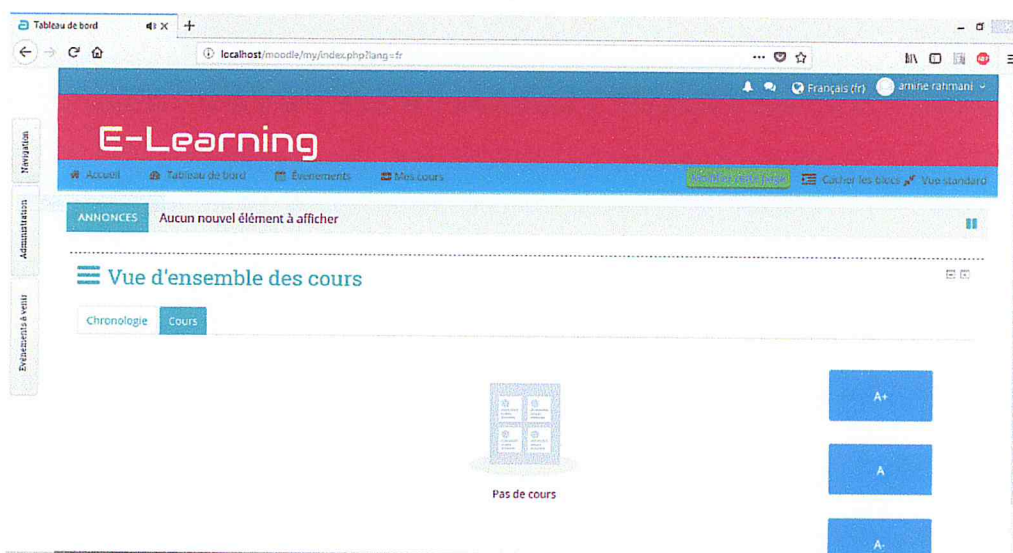 Tableau de bord
localhost/moodle/my/index.php?lang=fr
Français (fr) amine rahmani
E-Learning
Accueil Tableau de bord Événements Mes cours Cacher les blocs Vue standard
Navigation
Administration
Événements à venir
ANNONCES Aucun nouvel élément à afficher
Vue d'ensemble des cours
Chronologie Cours
A+
A
Pas de cours
A-